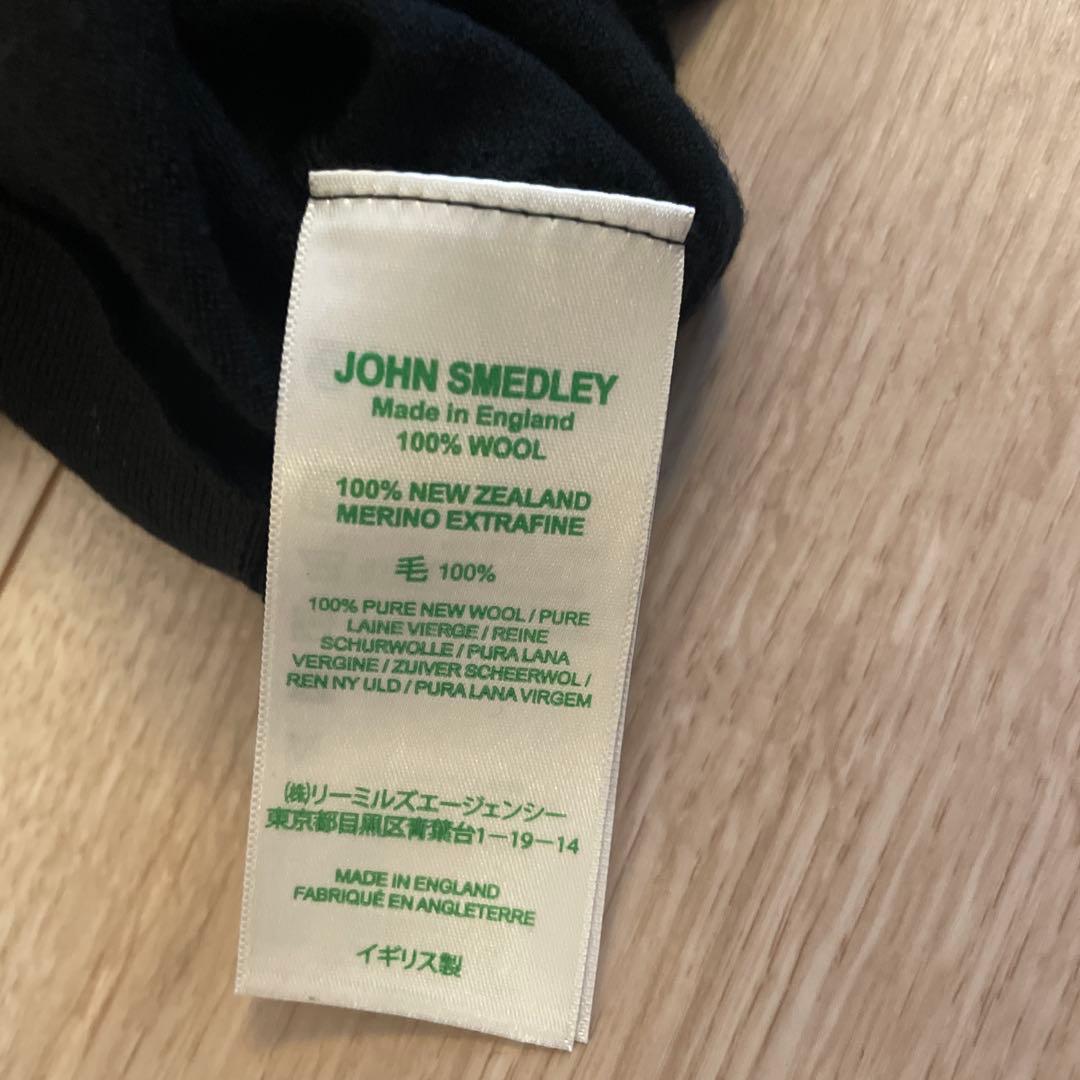 JOHN SMEDLEY
Made in England
100% WOOL
100% NEW ZEALAND
MERINO EXTRAFINE
毛 100%
100% PURE NEW WOOL / PURE
LAINE VIERGE / REINE
SCHURWOLLE / PURA LANA
VERGINE / ZUIVER SCHEERWOL /
REN NY ULD / PURA LANA VIRGEM
㈱リーミルズエージェンシー
東京都目黒区青葉台1－19－14
MADE IN ENGLAND
FABRIQUÉ EN ANGLETERRE
イギリス製